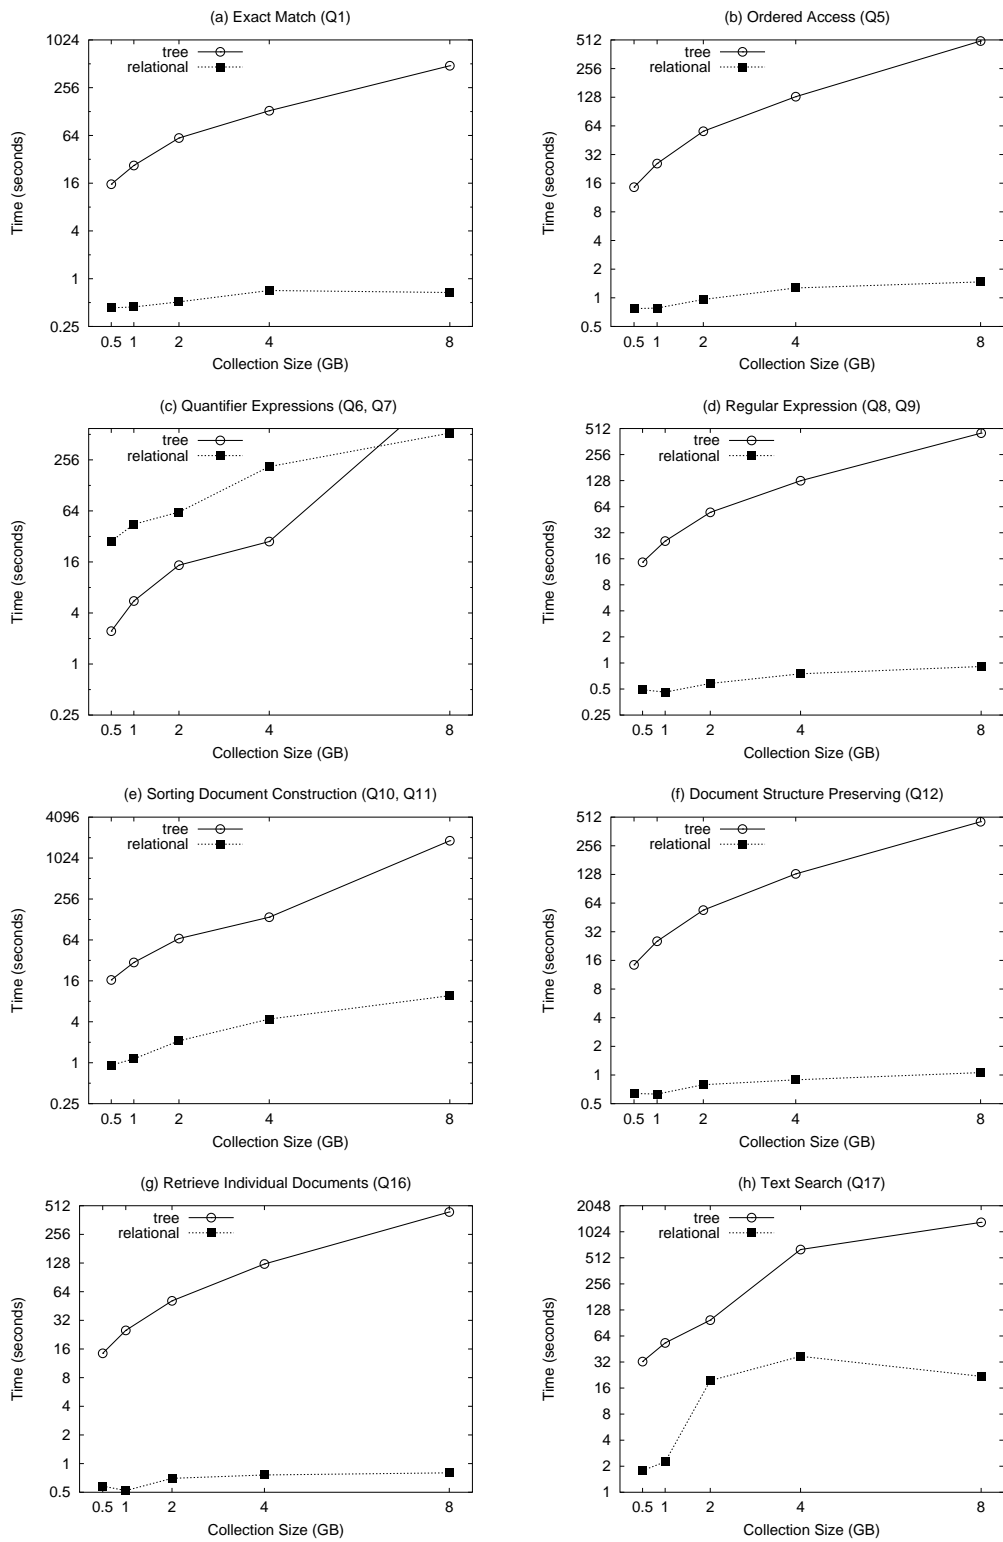 (a) Exact Match (Q1)
1024
256
64
16
4
1
0.25
Time (seconds)
tree
relational
0.5 1 2 4 8
Collection Size (GB)
(b) Ordered Access (Q5)
512
256
128
64
32
16
8
4
2
1
0.5
Time (seconds)
tree
relational
0.5 1 2 4 8
Collection Size (GB)
(c) Quantifier Expressions (Q6, Q7)
256
64
16
4
1
0.25
Time (seconds)
tree
relational
0.5 1 2 4 8
Collection Size (GB)
(d) Regular Expression (Q8, Q9)
512
256
128
64
32
16
8
4
2
1
0.5
0.25
Time (seconds)
tree
relational
0.5 1 2 4 8
Collection Size (GB)
(e) Sorting Document Construction (Q10, Q11)
4096
1024
256
64
16
4
1
0.25
Time (seconds)
tree
relational
0.5 1 2 4 8
Collection Size (GB)
(f) Document Structure Preserving (Q12)
512
256
128
64
32
16
8
4
2
1
0.5
Time (seconds)
tree
relational
0.5 1 2 4 8
Collection Size (GB)
(g) Retrieve Individual Documents (Q16)
512
256
128
64
32
16
8
4
2
1
0.5
Time (seconds)
tree
relational
0.5 1 2 4 8
Collection Size (GB)
(h) Text Search (Q17)
2048
1024
512
256
128
64
32
16
8
4
2
1
Time (seconds)
tree
relational
0.5 1 2 4 8
Collection Size (GB)